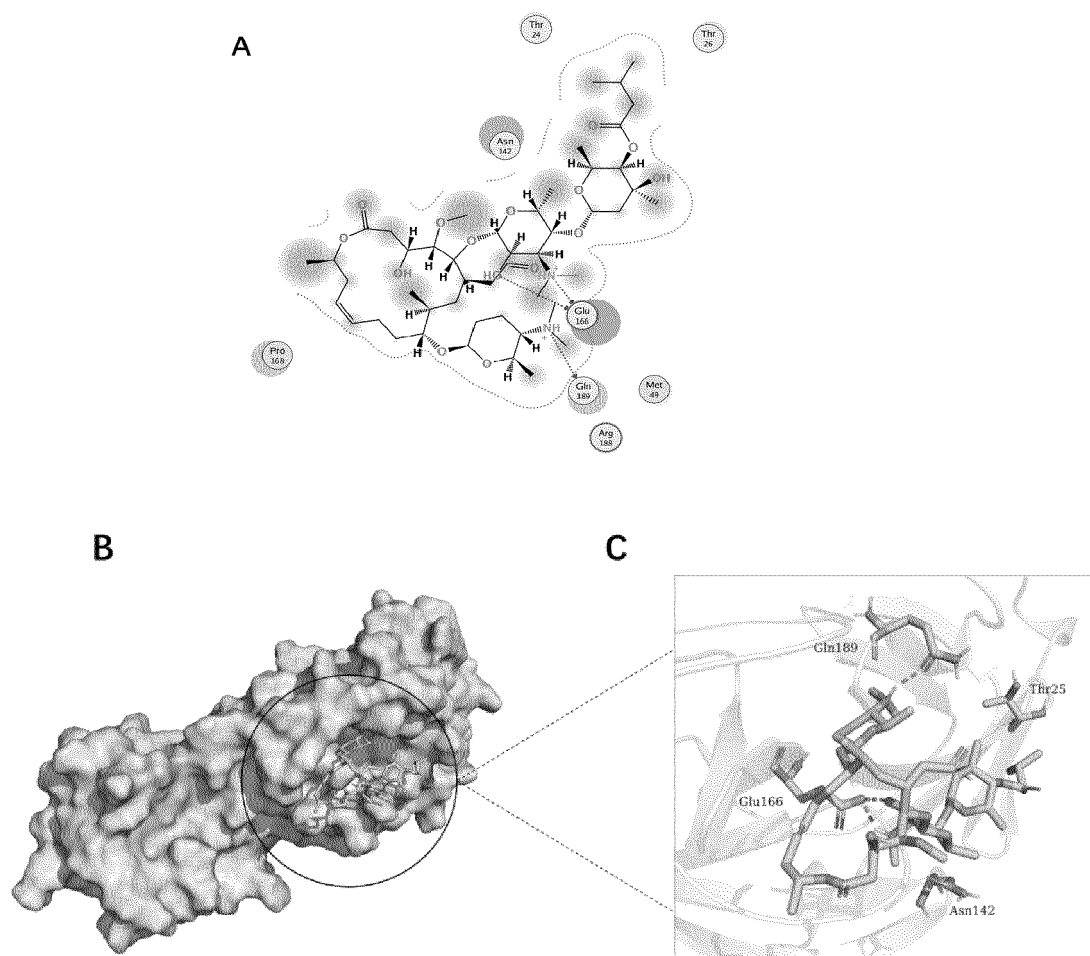 A
Thr
24
Thr
26
Asn
142
O
O
H
H
OH
O
O
H
O
O
H
H
O
O
O
H
H
H
O
OH
H
H
H
HO
O
NH
Glu
166
H
NH
+
Pro
168
H
O
O
H
H
Gln
189
Met
49
Arg
188
B
C
Gln189
Thr25
Glu166
Asn142